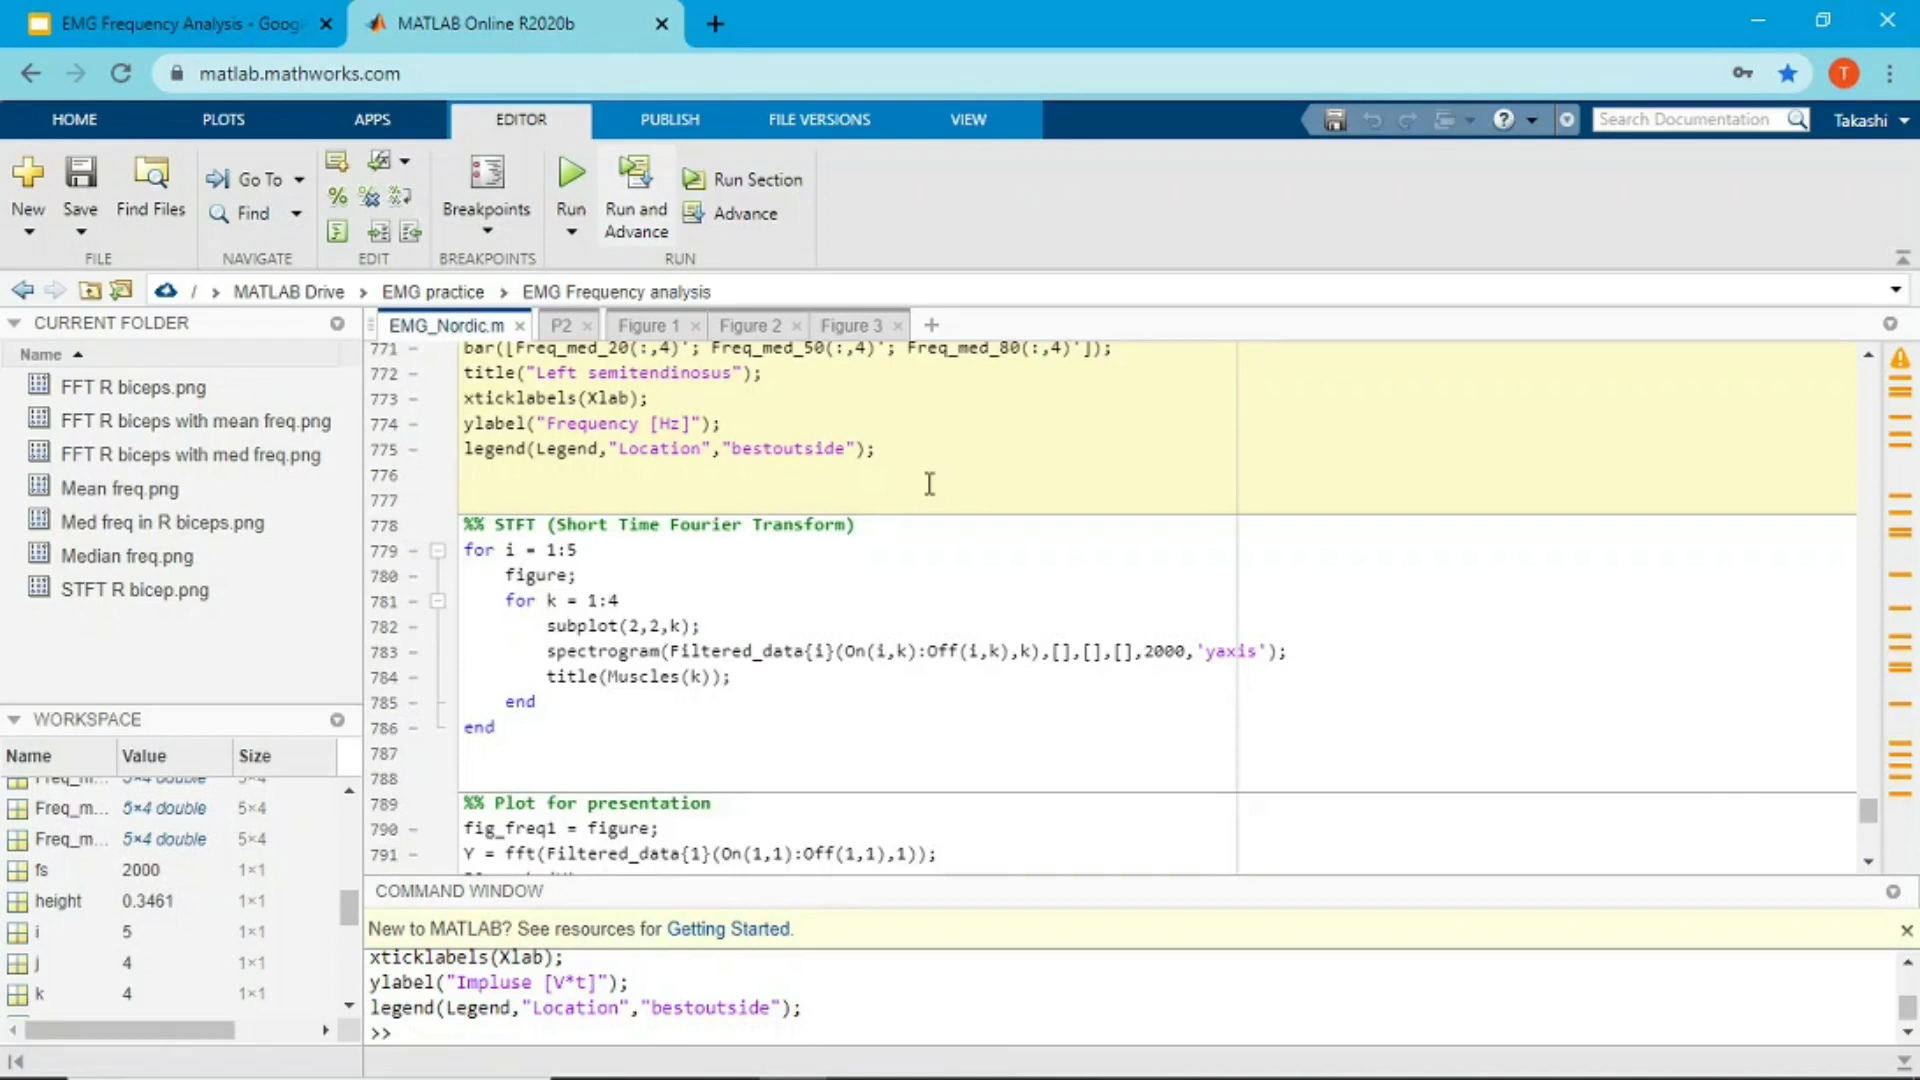 EMG Frequency Analysis - Goog
MATLAB Online R2020b
matlab.mathworks.com
T
HOME
PLOTS
APPS
EDITOR
PUBLISH
FILE VERSIONS
VIEW
Search Documentation
Takashi
New
Save
Find Files
Go To
Find
Breakpoints
Run
Run and
Advance
Run Section
Advance
FILE
NAVIGATE
EDIT
BREAKPOINTS
RUN
/ > MATLAB Drive > EMG practice > EMG Frequency analysis
CURRENT FOLDER
Name
FFT R biceps.png
FFT R biceps with mean freq.png
FFT R biceps with med freq.png
Mean freq.png
Med freq in R biceps.png
Median freq.png
STFT R bicep.png
WORKSPACE
Name Value Size
Freq_m... 5×4 double 5×4
Freq_m... 5×4 double 5×4
Freq_m... 5×4 double 5×4
fs 2000 1×1
height 0.3461 1×1
i 5 1×1
j 4 1×1
k 4 1×1
EMG_Nordic.m
P2
Figure 1
Figure 2
Figure 3
771 – bar([Freq_med_20(:,4)'; Freq_med_50(:,4)'; Freq_med_80(:,4)']);
772 – title("Left semitendinosus");
773 – xticklabels(Xlab);
774 – ylabel("Frequency [Hz]");
775 – legend(Legend,"Location","bestoutside");
776
777
778 %% STFT (Short Time Fourier Transform)
779 – for i = 1:5
780 – figure;
781 – for k = 1:4
782 – subplot(2,2,k);
783 – spectrogram(Filtered_data{i}(On(i,k):Off(i,k),k),[],[],[],2000,'yaxis');
784 – title(Muscles(k));
785 – end
786 – end
787
788
789 %% Plot for presentation
790 – fig_freq1 = figure;
791 – Y = fft(Filtered_data{1}(On(1,1):Off(1,1),1));
COMMAND WINDOW
New to MATLAB? See resources for Getting Started.
xticklabels(Xlab);
ylabel("Impluse [V*t]");
legend(Legend,"Location","bestoutside");
>>